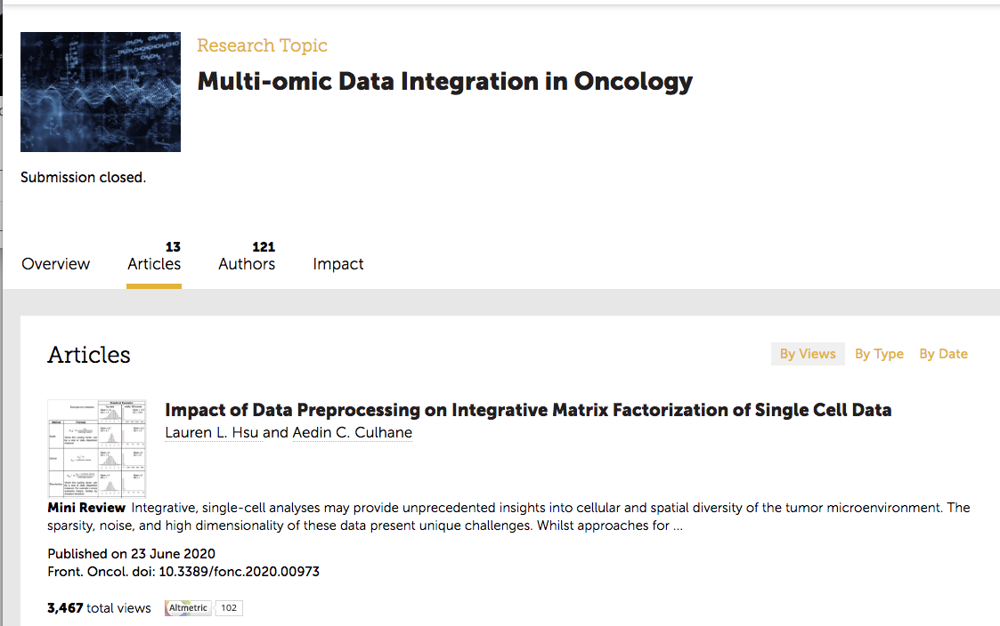 Research Topic
Multi-omic Data Integration in Oncology
Submission closed.
13
121
Overview
Articles
Authors
Impact
Articles
By Views
By Type
By Date
Impact of Data Preprocessing on Integrative Matrix Factorization of Single Cell Data
Lauren L. Hsu and Aedin C. Culhane
Mini Review Integrative, single-cell analyses may provide unprecedented insights into cellular and spatial diversity of the tumor microenvironment. The
sparsity, noise, and high dimensionality of these data present unique challenges. Whilst approaches for ...
Published on 23 June 2020
Front. Oncol. doi: 10.3389/fonc.2020.00973
3,467 total views
Altmetric
102